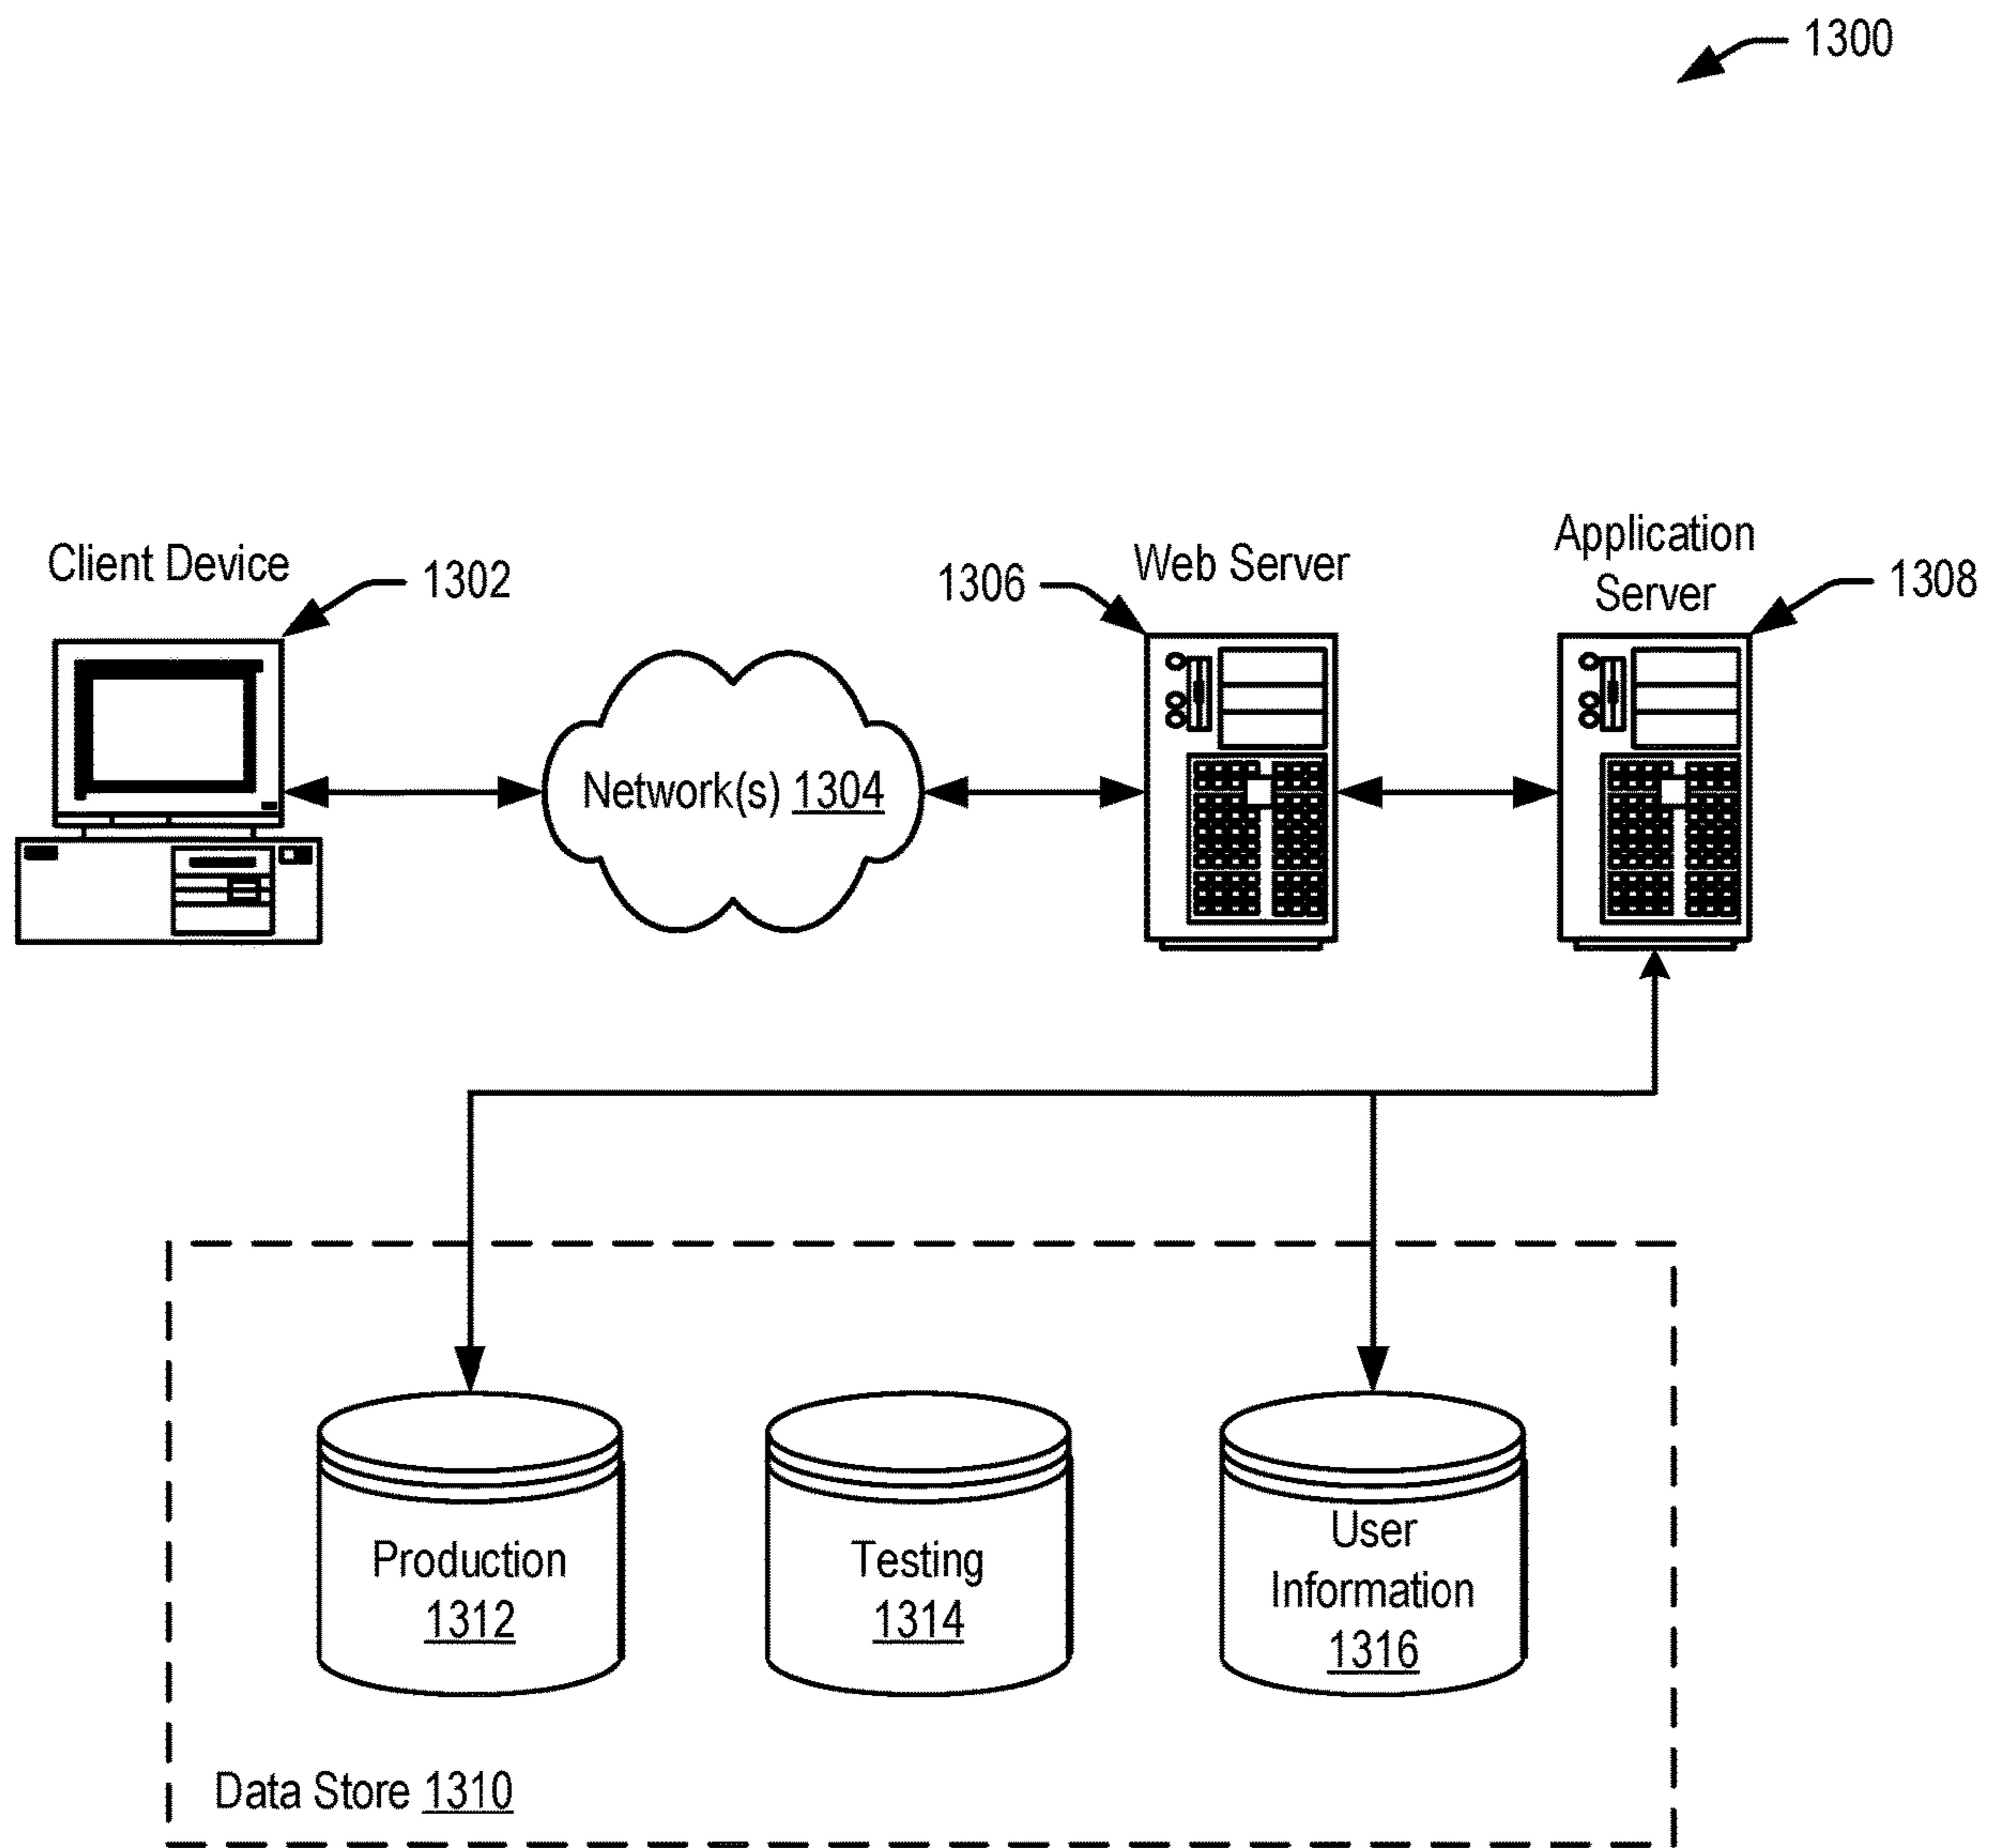 1300
Client Device
1302
1306
Web Server
Application
Server
1308
Network(s) 1304
Production
1312
Testing
1314
User
Information
1316
Data Store 1310